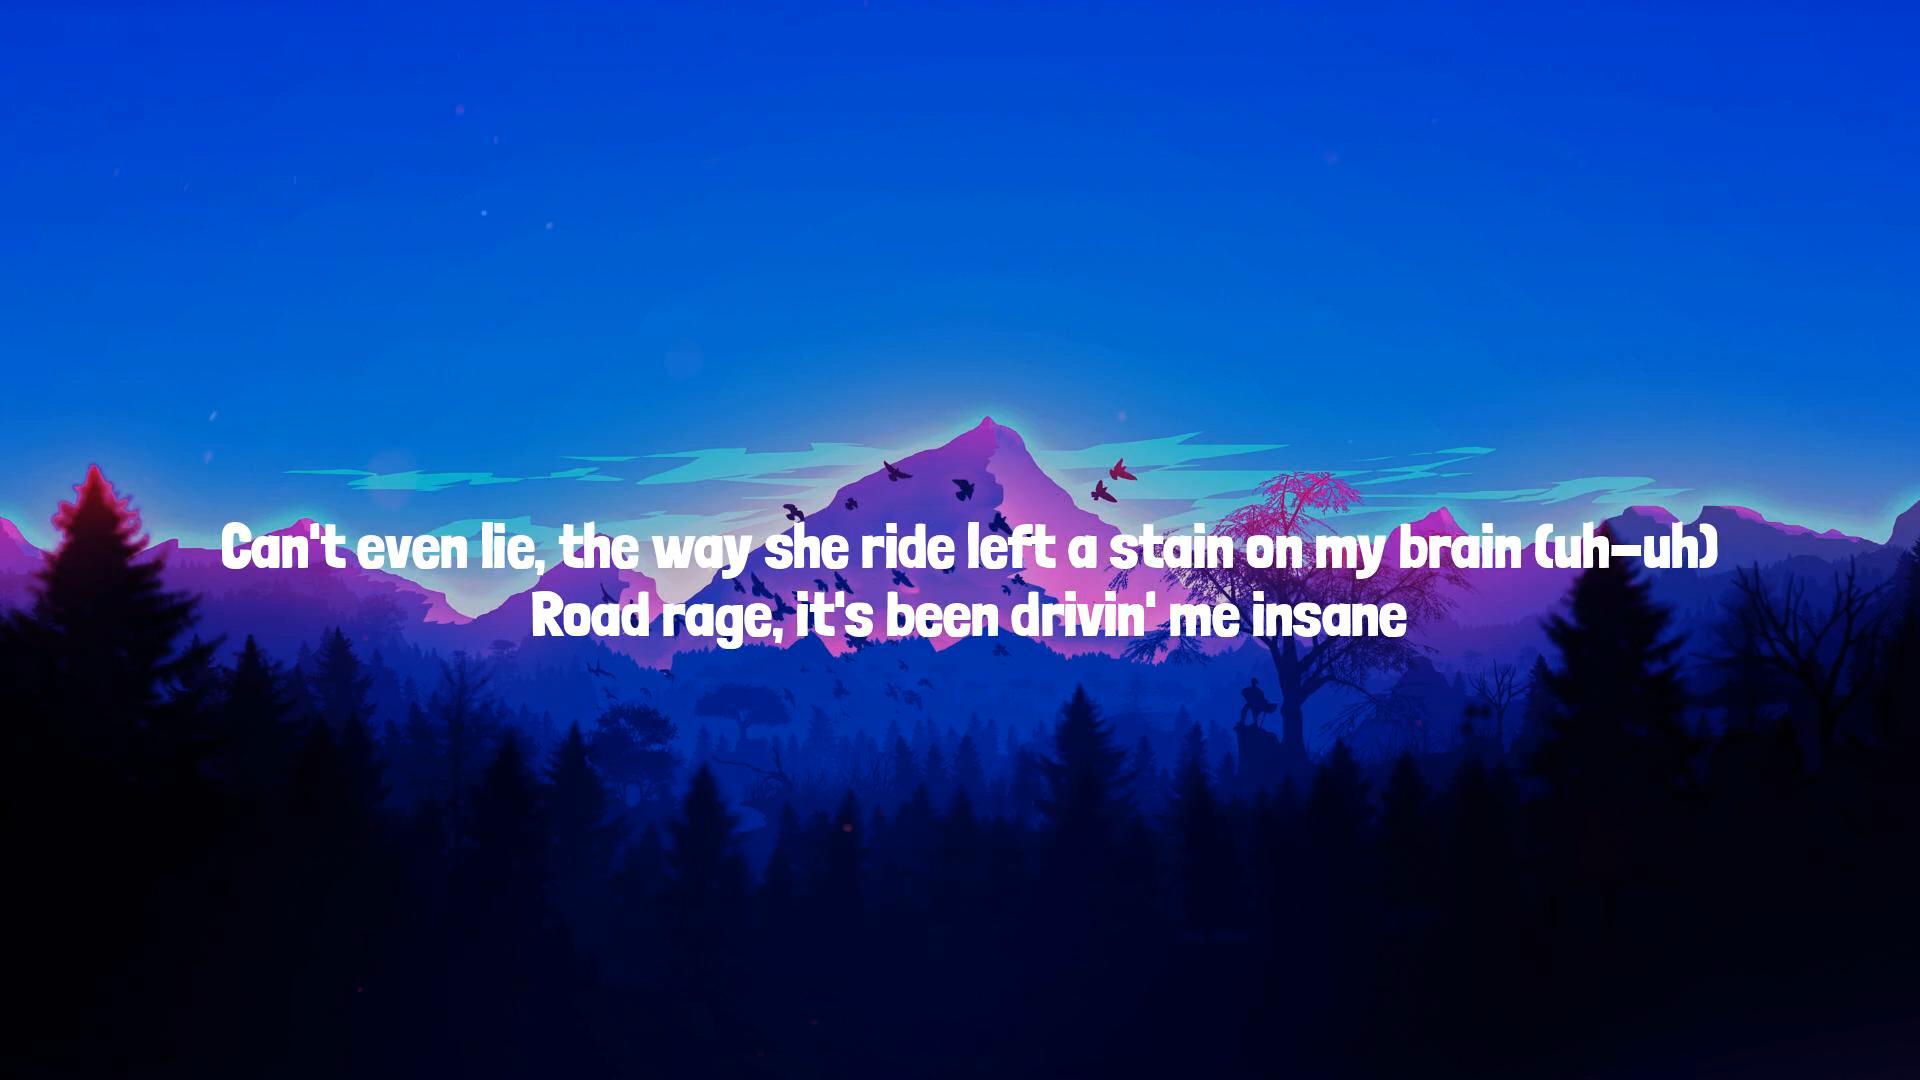 Can't even lie, the way she ride left a stain on my brain (uh-uh)
Road rage, it's been drivin' me insane